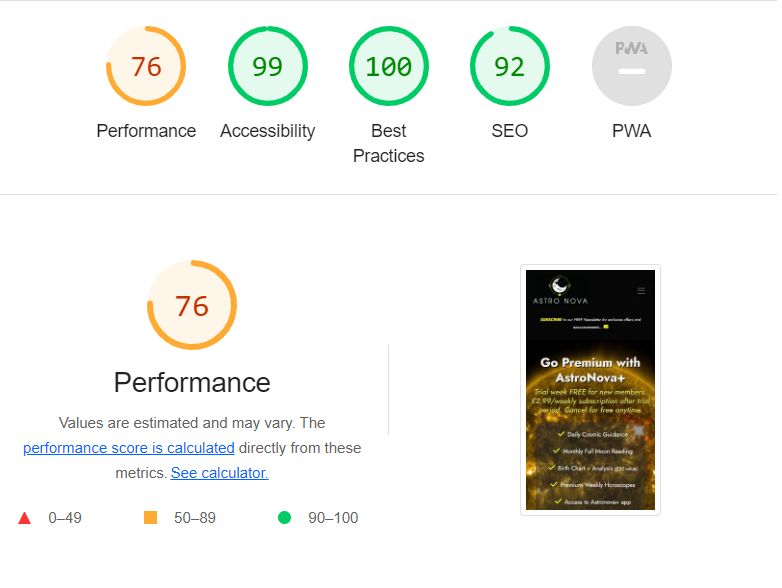 76
99
100
92
PWA
Performance
Accessibility
Best
Practices
SEO
PWA
76
Performance
Values are estimated and may vary. The
performance score is calculated directly from these
metrics. See calculator.
0–49
50–89
90–100
ASTRO NOVA
SUBSCRIBE to our FREE Newsletter for exclusive offers and
Go Premium with
AstroNova+
Trial week FREE for new members.
£2.99/weekly subscription after trial
period. Cancel for free anytime.
Daily Cosmic Guidance
Monthly Full Moon Reading
Birth Chart + Analysis
Premium Weekly Horoscopes
Access to Astronova+ app